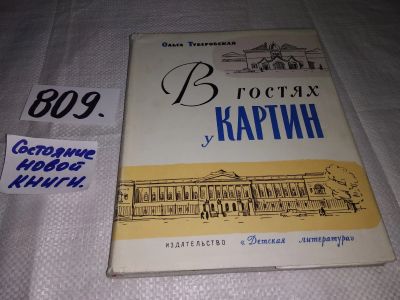 809.
Состояние
новой
книги.
Ольга Туберовская
В гостях
у КАРТИН
ИЗДАТЕЛЬСТВО «Детская литература»